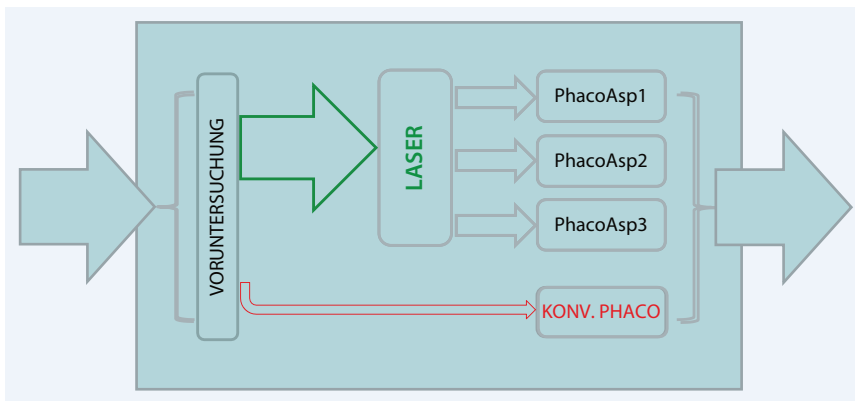 VORUNTERSUCHUNG
LASER
PhacoAsp1
PhacoAsp2
PhacoAsp3
KONV. PHACO